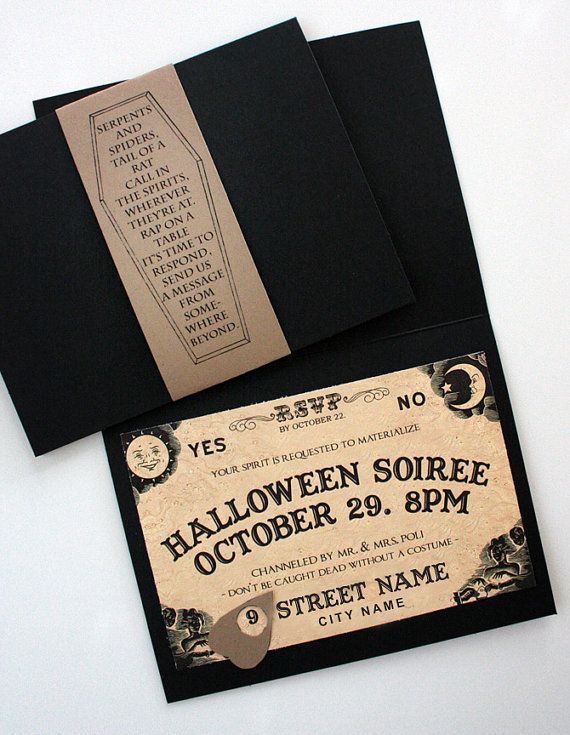 SERPENTS
AND
SPIDERS,
TAIL OF A
RAT
CALL IN
THE SPIRITS,
WHEREVER
THEY'RE AT.
RAP ON A
TABLE
IT'S TIME TO
RESPOND,
SEND US
A MESSAGE
FROM
SOME-
WHERE
BEYOND.
RSVP
BY OCTOBER 22.
YES NO
YOUR SPIRIT IS REQUESTED TO MATERIALIZE
HALLOWEEN SOIREE
OCTOBER 29. 8PM
CHANNELED BY MR. & MRS. POLI
- DON'T BE CAUGHT DEAD WITHOUT A COSTUME -
9 STREET NAME
CITY NAME